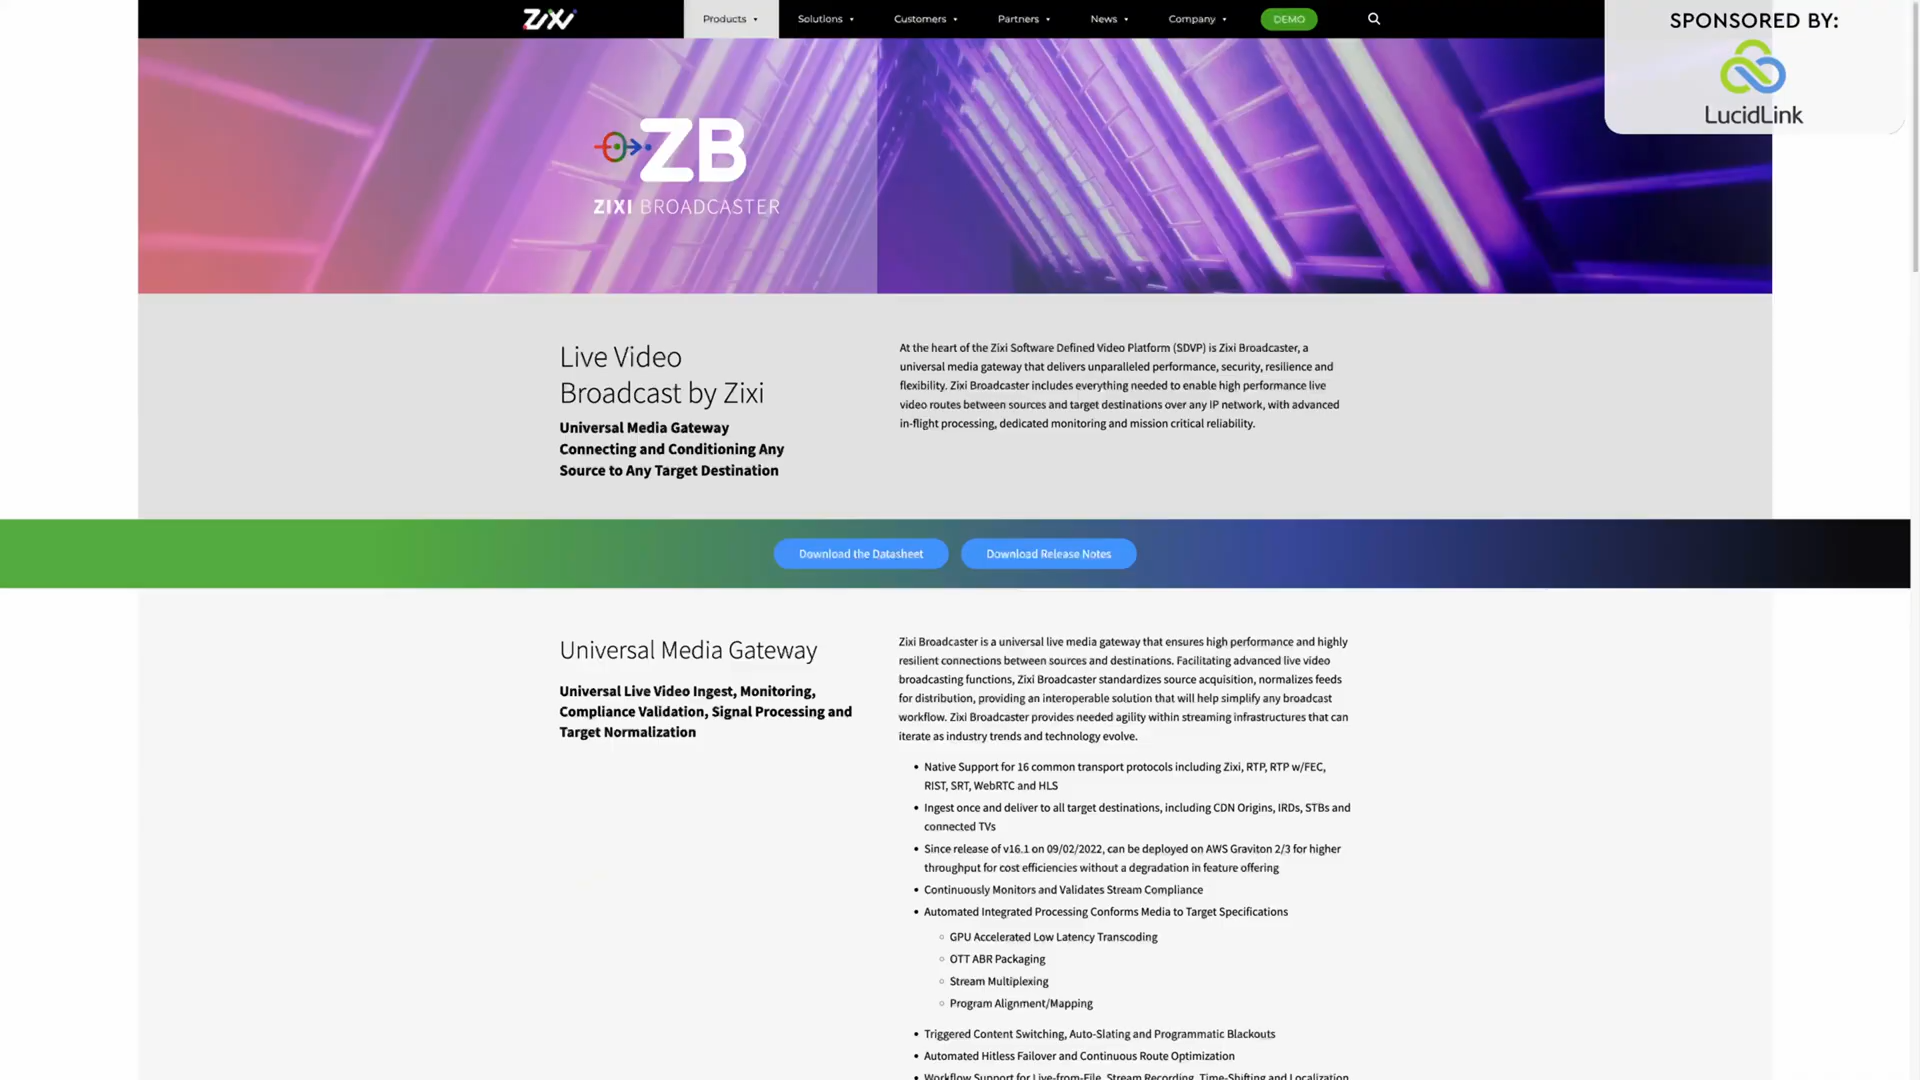 ZIXI
Products
Solutions
Customers
Partners
News
Company
DEMO
SPONSORED BY:
LucidLink
ZB
ZIXI BROADCASTER
Live Video
Broadcast by Zixi
Universal Media Gateway
Connecting and Conditioning Any
Source to Any Target Destination
At the heart of the Zixi Software Defined Video Platform (SDVP) is Zixi Broadcaster, a
universal media gateway that delivers unparalleled performance, security, resilience and
flexibility. Zixi Broadcaster includes everything needed to enable high performance live
video routes between sources and target destinations over any IP network, with advanced
in-flight processing, dedicated monitoring and mission critical reliability.
Download the Datasheet
Download Release Notes
Universal Media Gateway
Universal Live Video Ingest, Monitoring,
Compliance Validation, Signal Processing and
Target Normalization
Zixi Broadcaster is a universal live media gateway that ensures high performance and highly
resilient connections between sources and destinations. Facilitating advanced live video
broadcasting functions, Zixi Broadcaster standardizes source acquisition, normalizes feeds
for distribution, providing an interoperable solution that will help simplify any broadcast
workflow. Zixi Broadcaster provides needed agility within streaming infrastructures that can
iterate as industry trends and technology evolve.
• Native Support for 16 common transport protocols including Zixi, RTP, RTP w/FEC,
RIST, SRT, WebRTC and HLS
• Ingest once and deliver to all target destinations, including CDN Origins, IRDs, STBs and
connected TVs
• Since release of v16.1 on 09/02/2022, can be deployed on AWS Graviton 2/3 for higher
throughput for cost efficiencies without a degradation in feature offering
• Continuously Monitors and Validates Stream Compliance
• Automated Integrated Processing Conforms Media to Target Specifications
○ GPU Accelerated Low Latency Transcoding
○ OTT ABR Packaging
○ Stream Multiplexing
○ Program Alignment/Mapping
• Triggered Content Switching, Auto-Slating and Programmatic Blackouts
• Automated Hitless Failover and Continuous Route Optimization
• Workflow Support for Live-from-File, Stream Recording, Time-Shifting and Localization